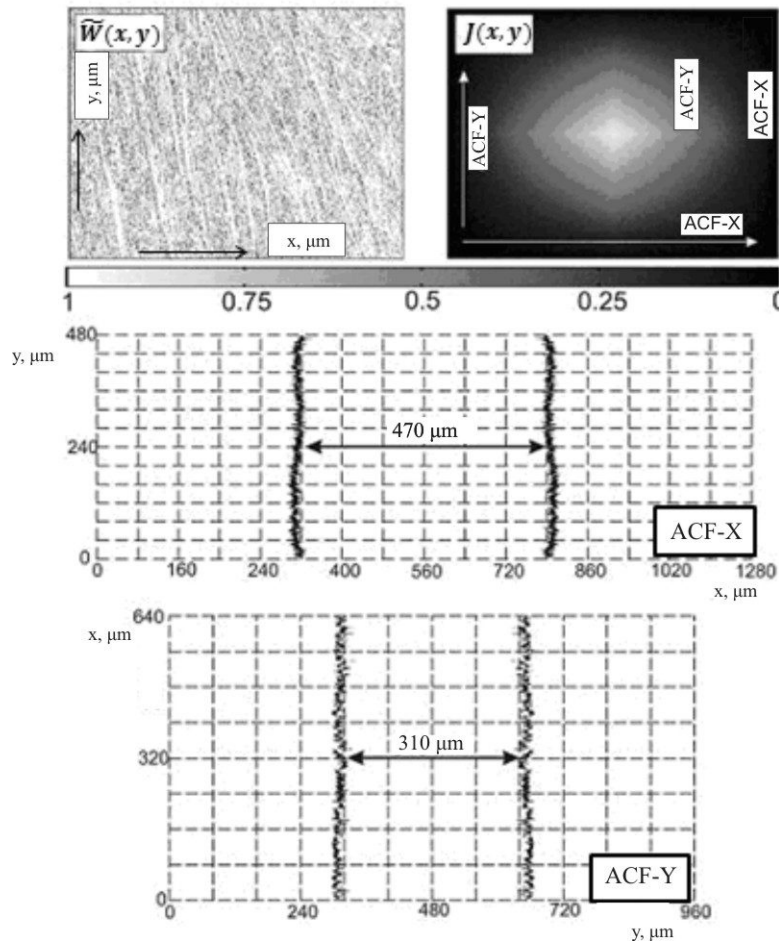 W̃(x, y)
y, μm
x, μm
J(x, y)
ACF-Y
ACF-Y
ACF-X
ACF-X
1 0.75 0.5 0.25 0
y, μm
480
240
0
470 μm
ACF-X
0 160 240 400 560 720 860 1020 1280
x, μm
x, μm
640
320
0
310 μm
ACF-Y
0 240 480 720 960
y, μm